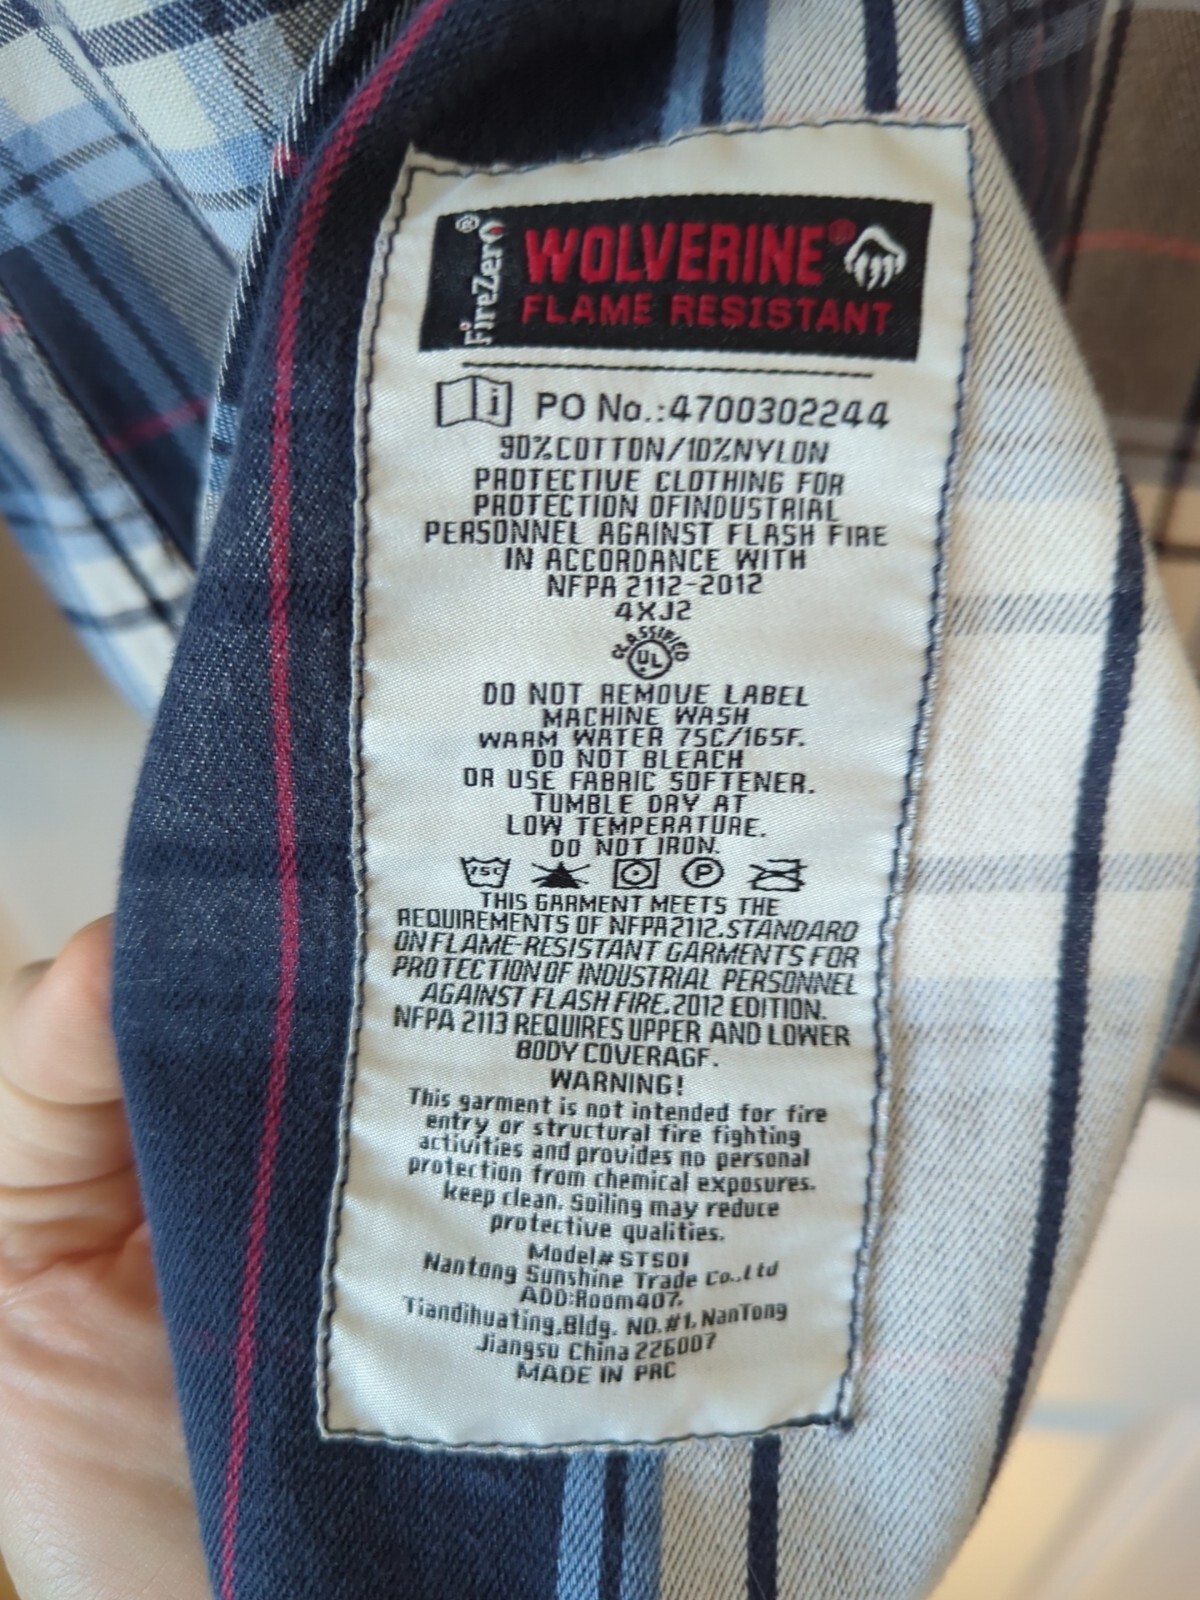 FireZero®
WOLVERINE®
FLAME RESISTANT
i PO No.:4700302244
90%COTTON/10%NYLON
PROTECTIVE CLOTHING FOR
PROTECTION OFINDUSTRIAL
PERSONNEL AGAINST FLASH FIRE
IN ACCORDANCE WITH
NFPA 2112-2012
4XJ2
CLASSIFIED
UL
DO NOT REMOVE LABEL
MACHINE WASH
WARM WATER 75C/165F.
DO NOT BLEACH
OR USE FABRIC SOFTENER.
TUMBLE DRY AT
LOW TEMPERATURE.
DO NOT IRON.
75C P
THIS GARMENT MEETS THE
REQUIREMENTS OF NFPA2112.STANDARD
ON FLAME-RESISTANT GARMENTS FOR
PROTECTION OF INDUSTRIAL PERSONNEL
AGAINST FLASH FIRE.2012 EDITION.
NFPA 2113 REQUIRES UPPER AND LOWER
BODY COVERAGF.
WARNING!
This garment is not intended for fire
entry or structural fire fighting
activities and provides no personal
protection from chemical exposures.
keep clean. Soiling may reduce
protective qualities.
Model# STS01
Nantong Sunshine Trade Co.,Ltd
ADD:Room407,
Tiandihuating,Bldg. NO.#1,NanTong
Jiangsu China 226007
MADE IN PRC